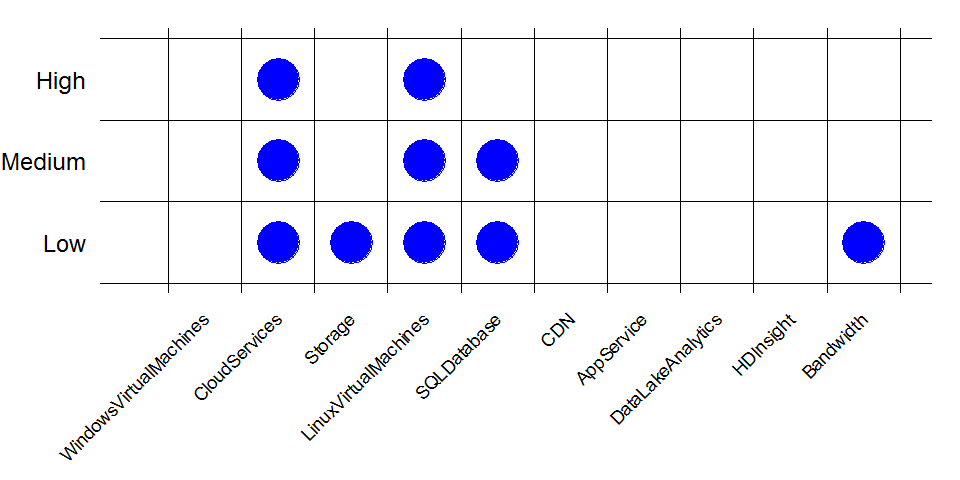 High
Medium
Low
WindowsVirtualMachines
CloudServices
Storage
LinuxVirtualMachines
SQLDatabase
CDN
AppService
DataLakeAnalytics
HDInsight
Bandwidth